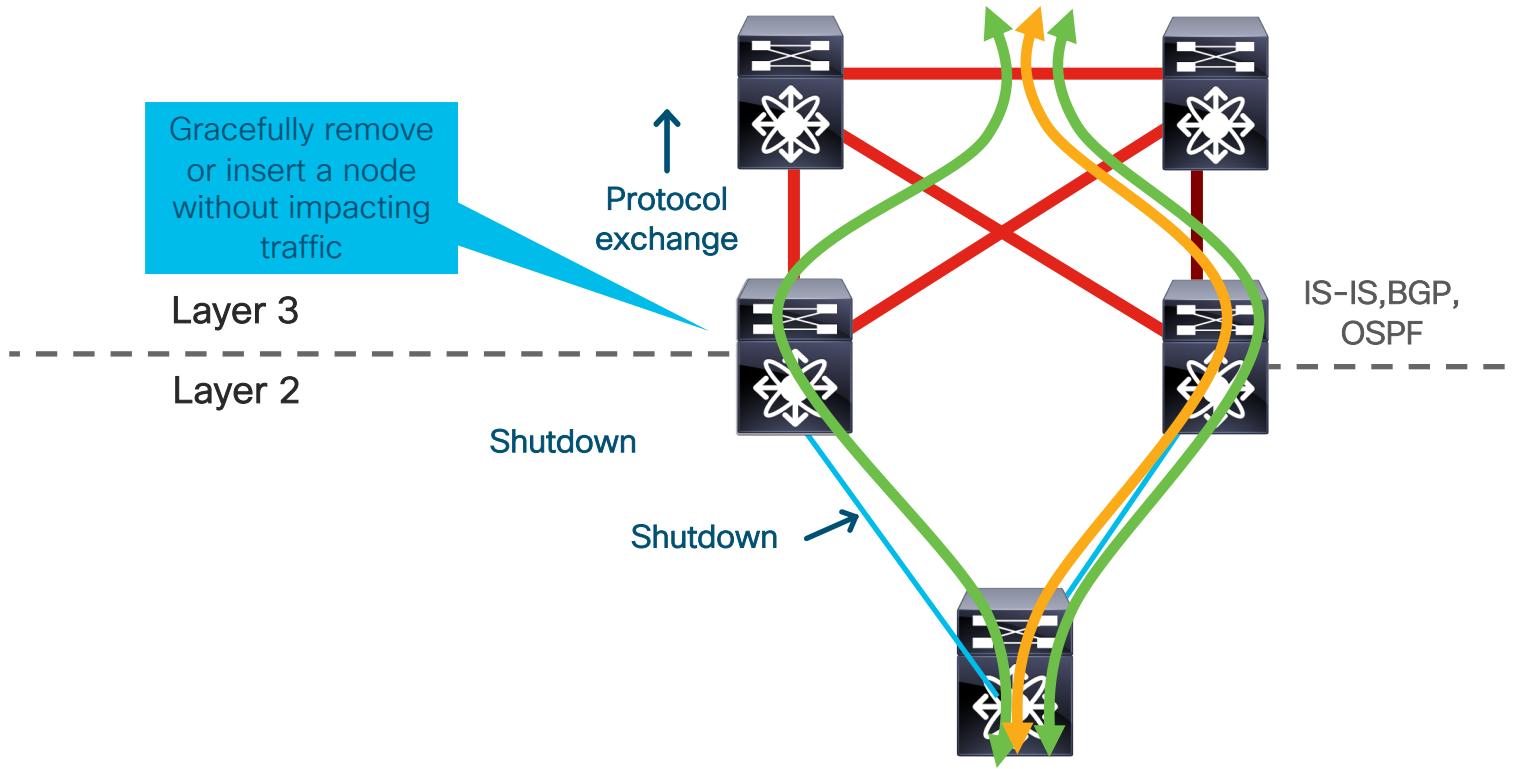 Gracefully remove
or insert a node
without impacting
traffic
Protocol
exchange
Layer 3
IS-IS,BGP,
OSPF
Layer 2
Shutdown
Shutdown